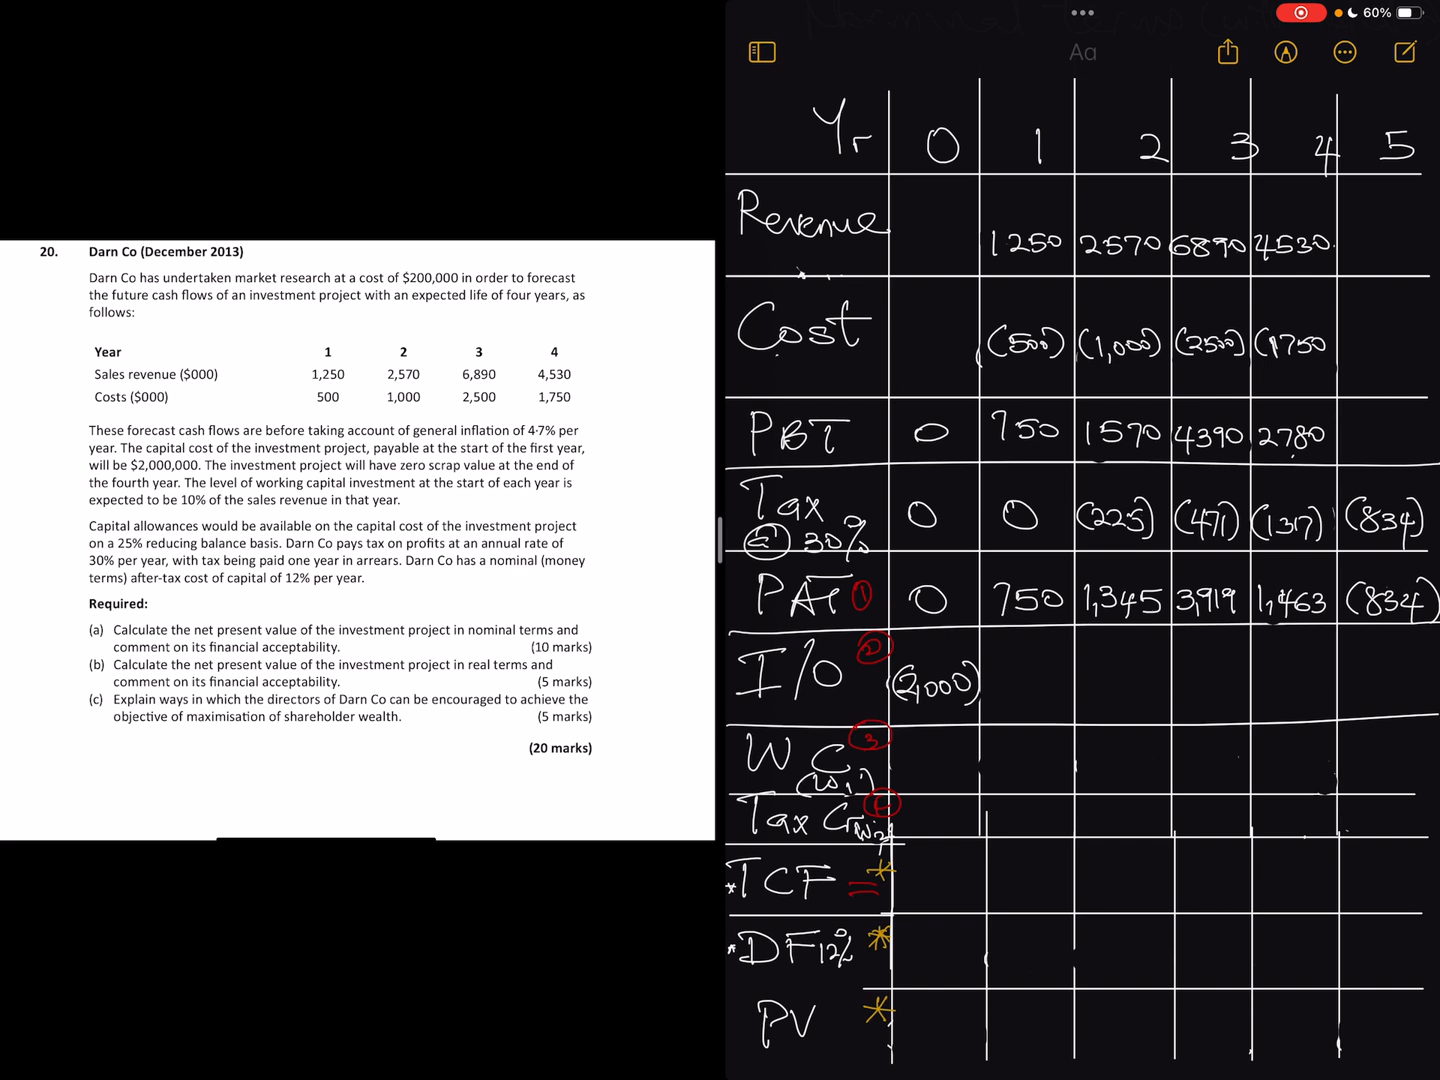 60%
Aa
20. Darn Co (December 2013)
Darn Co has undertaken market research at a cost of $200,000 in order to forecast
the future cash flows of an investment project with an expected life of four years, as
follows:
Year 1 2 3 4
Sales revenue ($000) 1,250 2,570 6,890 4,530
Costs ($000) 500 1,000 2,500 1,750
These forecast cash flows are before taking account of general inflation of 4·7% per
year. The capital cost of the investment project, payable at the start of the first year,
will be $2,000,000. The investment project will have zero scrap value at the end of
the fourth year. The level of working capital investment at the start of each year is
expected to be 10% of the sales revenue in that year.
Capital allowances would be available on the capital cost of the investment project
on a 25% reducing balance basis. Darn Co pays tax on profits at an annual rate of
30% per year, with tax being paid one year in arrears. Darn Co has a nominal (money
terms) after-tax cost of capital of 12% per year.
Required:
(a) Calculate the net present value of the investment project in nominal terms and
comment on its financial acceptability. (10 marks)
(b) Calculate the net present value of the investment project in real terms and
comment on its financial acceptability. (5 marks)
(c) Explain ways in which the directors of Darn Co can be encouraged to achieve the
objective of maximisation of shareholder wealth. (5 marks)
(20 marks)
Yr 0 1 2 3 4 5
Revenue 1250 2570 6890 4530
Cost (500) (1,000) (2500) (1750
PBT 0 750 1570 4390 2780
Tax 0 0 (225) (471) (1317) (834)
@ 30%
PAT 1 0 750 1,345 3,919 1,463 (834)
I/O 2 (2,000)
WC 3
(W1)
Tax
*TCF = *
*DF12% *
PV *